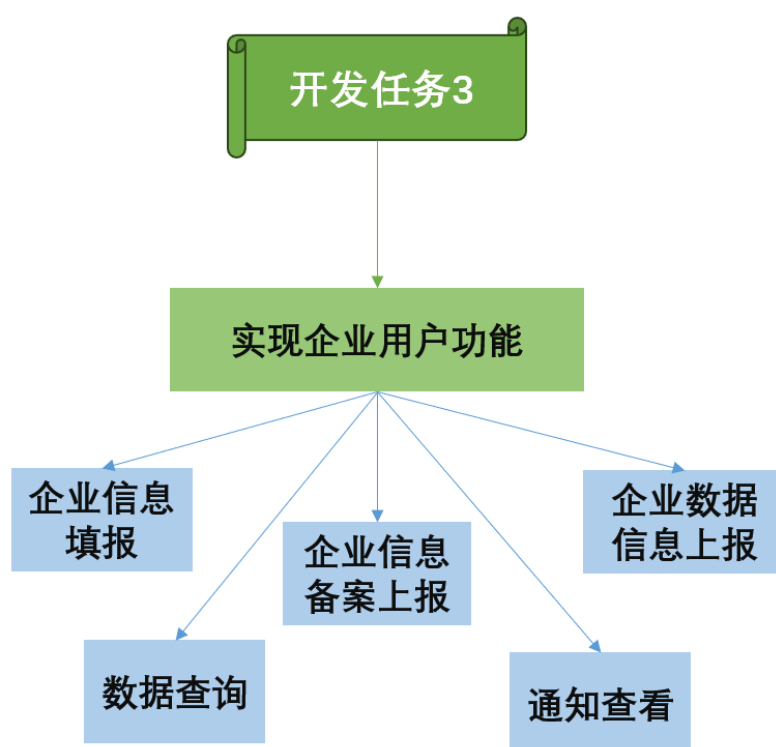 开发任务3
实现企业用户功能
企业信息
填报
企业信息
备案上报
企业数据
信息上报
数据查询
通知查看